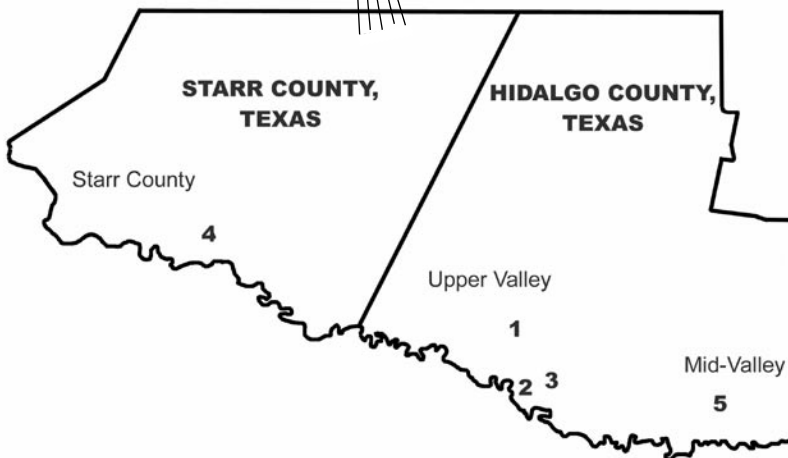 STARR COUNTY,
TEXAS
HIDALGO COUNTY,
TEXAS
Starr County
4
Upper Valley
1
2
3
Mid-Valley
5